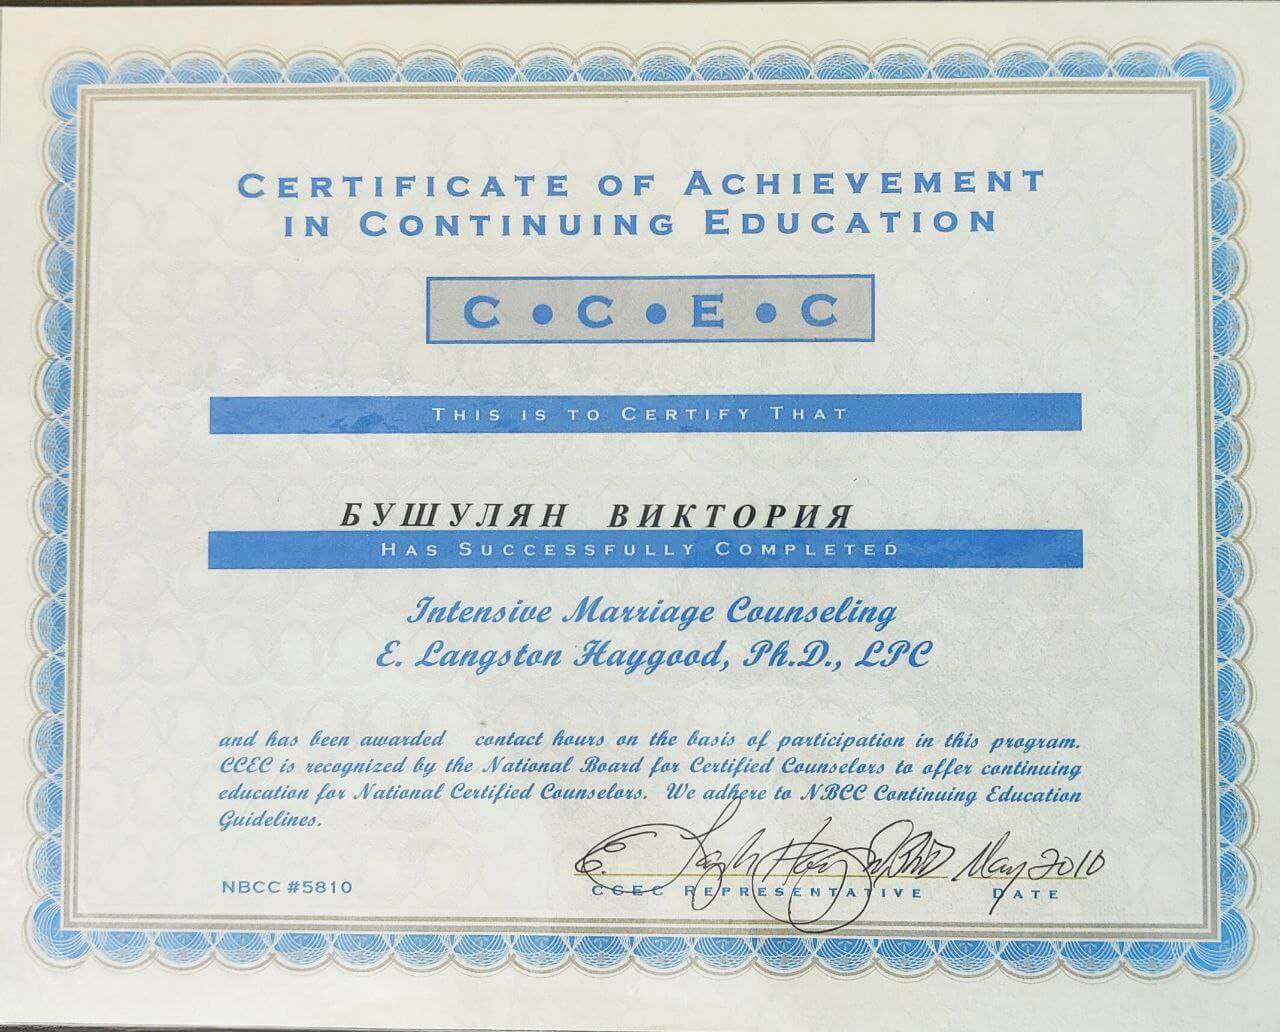 CERTIFICATE OF ACHIEVEMENT
IN CONTINUING EDUCATION
C • C • E • C
THIS IS TO CERTIFY THAT
БУШУЛЯН ВИКТОРИЯ
HAS SUCCESSFULLY COMPLETED
Intensive Marriage Counseling
E. Langston Haygood, Ph.D., LPC
and has been awarded contact hours on the basis of participation in this program.
CCEC is recognized by the National Board for Certified Counselors to offer continuing
education for National Certified Counselors. We adhere to NBCC Continuing Education
Guidelines.
May 2010
NBCC #5810
CCEC REPRESENTATIVE DATE